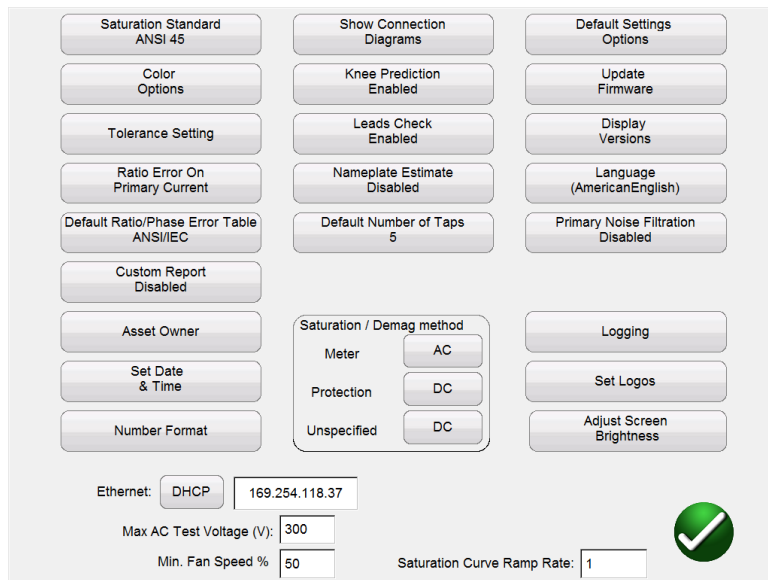 Saturation Standard
ANSI 45
Show Connection
Diagrams
Default Settings
Options
Color
Options
Knee Prediction
Enabled
Update
Firmware
Tolerance Setting
Leads Check
Enabled
Display
Versions
Ratio Error On
Primary Current
Nameplate Estimate
Disabled
Language
(AmericanEnglish)
Default Ratio/Phase Error Table
ANSI/IEC
Default Number of Taps
5
Primary Noise Filtration
Disabled
Custom Report
Disabled
Asset Owner
Saturation / Demag method
Meter AC
Protection DC
Unspecified DC
Logging
Set Date
& Time
Set Logos
Number Format
Adjust Screen
Brightness
Ethernet: DHCP 169.254.118.37
Max AC Test Voltage (V): 300
Min. Fan Speed % 50
Saturation Curve Ramp Rate: 1